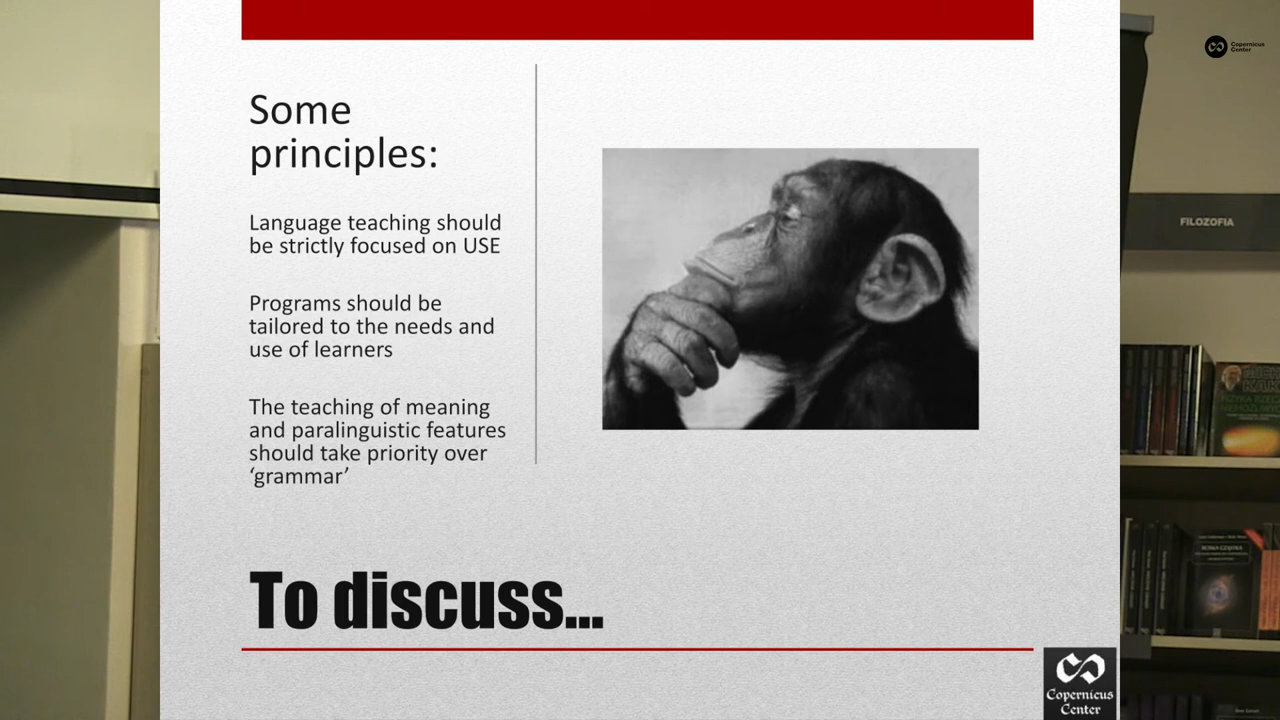 Some
principles:
Language teaching should
be strictly focused on USE
Programs should be
tailored to the needs and
use of learners
The teaching of meaning
and paralinguistic features
should take priority over
‘grammar’
To discuss...
Copernicus
Center
Copernicus
Center
FILOZOFIA